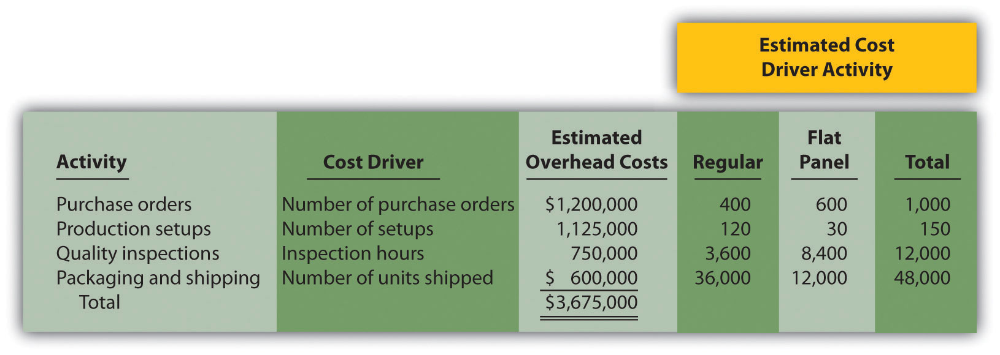 Estimated Cost
Driver Activity
Activity Cost Driver Estimated Overhead Costs Regular Flat Panel Total
Purchase orders Number of purchase orders $1,200,000 400 600 1,000
Production setups Number of setups 1,125,000 120 30 150
Quality inspections Inspection hours 750,000 3,600 8,400 12,000
Packaging and shipping Number of units shipped $ 600,000 36,000 12,000 48,000
Total $3,675,000